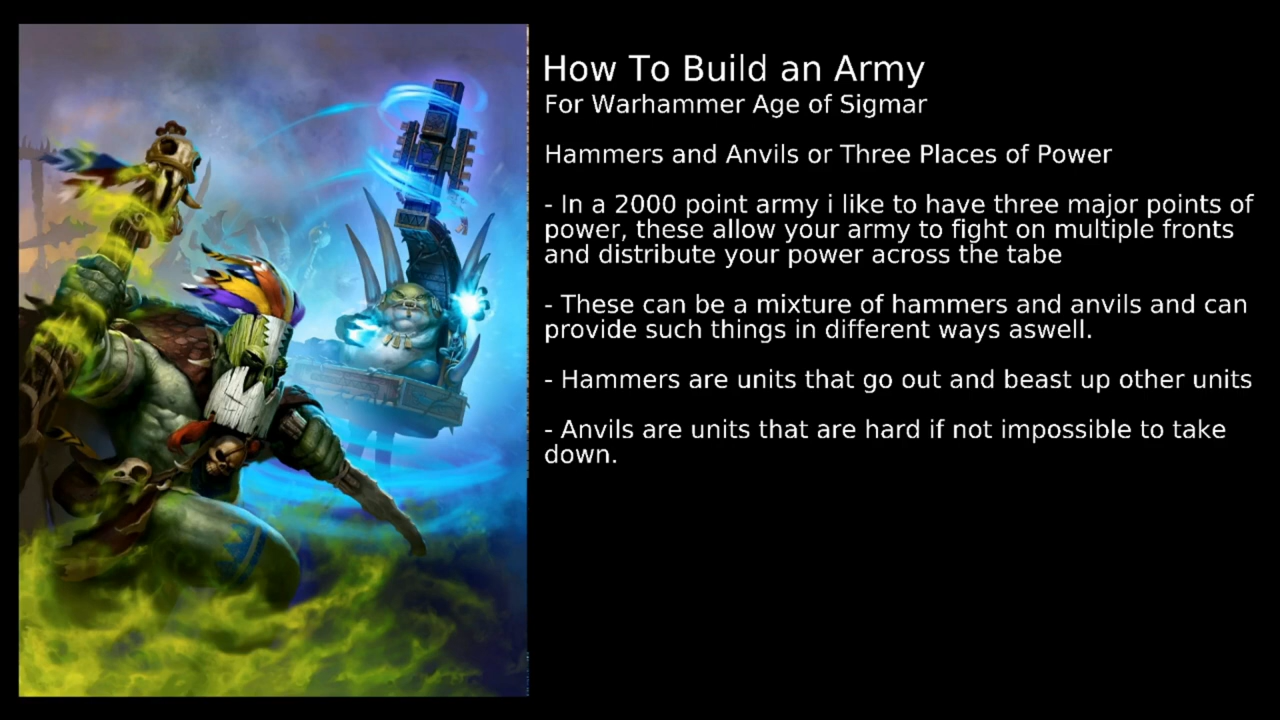 How To Build an Army
For Warhammer Age of Sigmar
Hammers and Anvils or Three Places of Power
- In a 2000 point army i like to have three major points of
power, these allow your army to fight on multiple fronts
and distribute your power across the tabe
- These can be a mixture of hammers and anvils and can
provide such things in different ways aswell.
- Hammers are units that go out and beast up other units
- Anvils are units that are hard if not impossible to take
down.